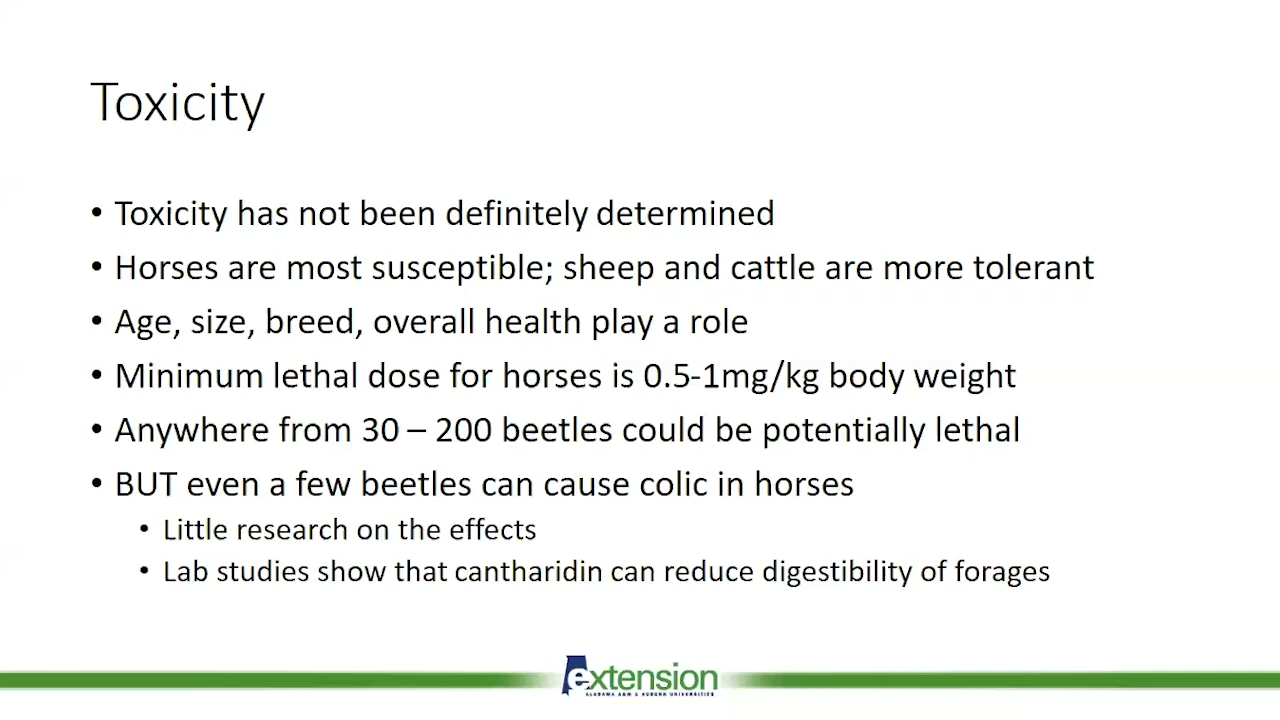 Toxicity
• Toxicity has not been definitely determined
• Horses are most susceptible; sheep and cattle are more tolerant
• Age, size, breed, overall health play a role
• Minimum lethal dose for horses is 0.5-1mg/kg body weight
• Anywhere from 30 – 200 beetles could be potentially lethal
• BUT even a few beetles can cause colic in horses
• Little research on the effects
• Lab studies show that cantharidin can reduce digestibility of forages
extension
ALABAMA A&M & AUBURN UNIVERSITIES